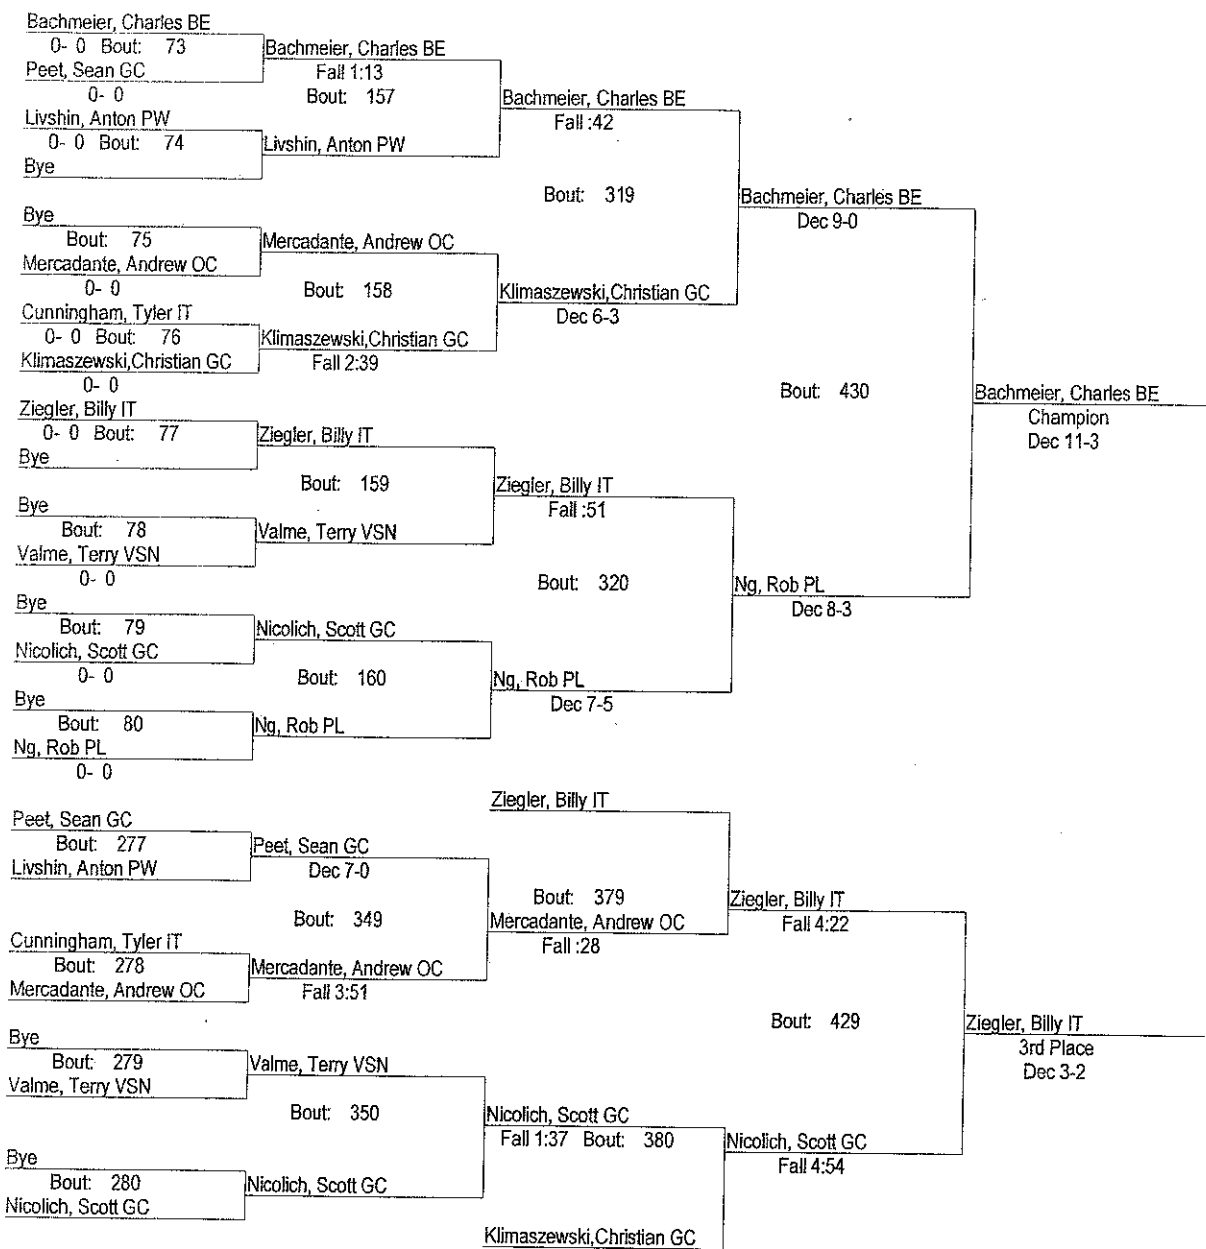 Bachmeier, Charles BE
0- 0 Bout: 73
Peet, Sean GC
0- 0
Livshin, Anton PW
0- 0 Bout: 74
Bye
Bye
Bout: 75
Mercadante, Andrew OC
0- 0
Cunningham, Tyler IT
0- 0 Bout: 76
Klimaszewski,Christian GC
0- 0
Ziegler, Billy IT
0- 0 Bout: 77
Bye
Bye
Bout: 78
Valme, Terry VSN
0- 0
Bye
Bout: 79
Nicolich, Scott GC
0- 0
Bye
Bout: 80
Ng, Rob PL
0- 0
Bachmeier, Charles BE
Fall 1:13
Bout: 157
Livshin, Anton PW
Mercadante, Andrew OC
Bout: 158
Klimaszewski,Christian GC
Fall 2:39
Ziegler, Billy IT
Bout: 159
Valme, Terry VSN
Nicolich, Scott GC
Bout: 160
Ng, Rob PL
Bachmeier, Charles BE
Fall :42
Bout: 319
Klimaszewski,Christian GC
Dec 6-3
Ziegler, Billy IT
Fall :51
Bout: 320
Ng, Rob PL
Dec 7-5
Bachmeier, Charles BE
Dec 9-0
Bout: 430
Ng, Rob PL
Dec 8-3
Bachmeier, Charles BE
Champion
Dec 11-3
Peet, Sean GC
Bout: 277
Livshin, Anton PW
Cunningham, Tyler IT
Bout: 278
Mercadante, Andrew OC
Bye
Bout: 279
Valme, Terry VSN
Bye
Bout: 280
Nicolich, Scott GC
Peet, Sean GC
Dec 7-0
Bout: 349
Mercadante, Andrew OC
Fall 3:51
Valme, Terry VSN
Bout: 350
Nicolich, Scott GC
Ziegler, Billy IT
Bout: 379
Mercadante, Andrew OC
Fall :28
Nicolich, Scott GC
Fall 1:37 Bout: 380
Klimaszewski,Christian GC
Ziegler, Billy IT
Fall 4:22
Bout: 429
Nicolich, Scott GC
Fall 4:54
Ziegler, Billy IT
3rd Place
Dec 3-2